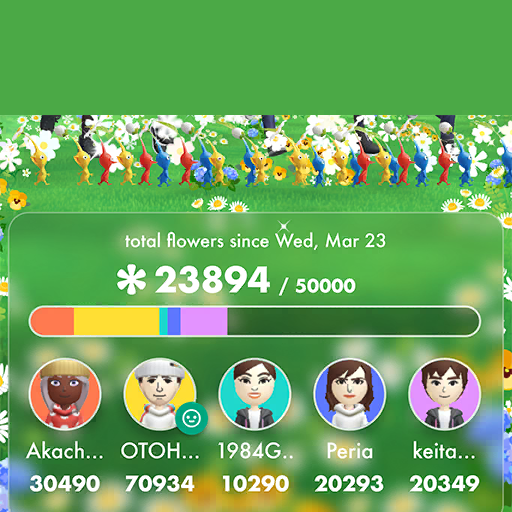 total flowers since Wed, Mar 23
23894 / 50000
Akach... OTOH... 1984G.. Peria keita...
30490 70934 10290 20293 20349